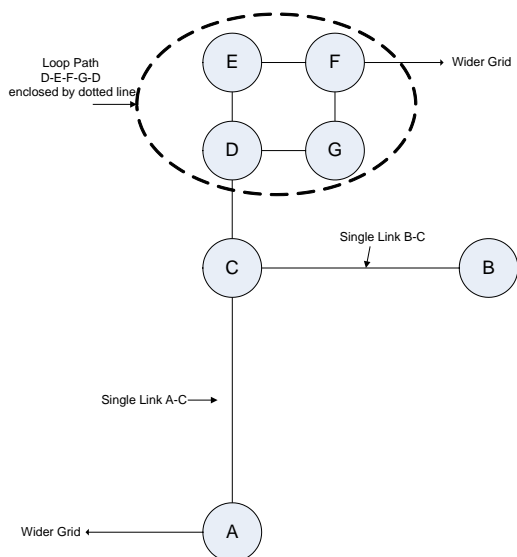 Loop Path
D-E-F-G-D
enclosed by dotted line
E
F
Wider Grid
D
G
Single Link B-C
C
B
Single Link A-C
Wider Grid
A